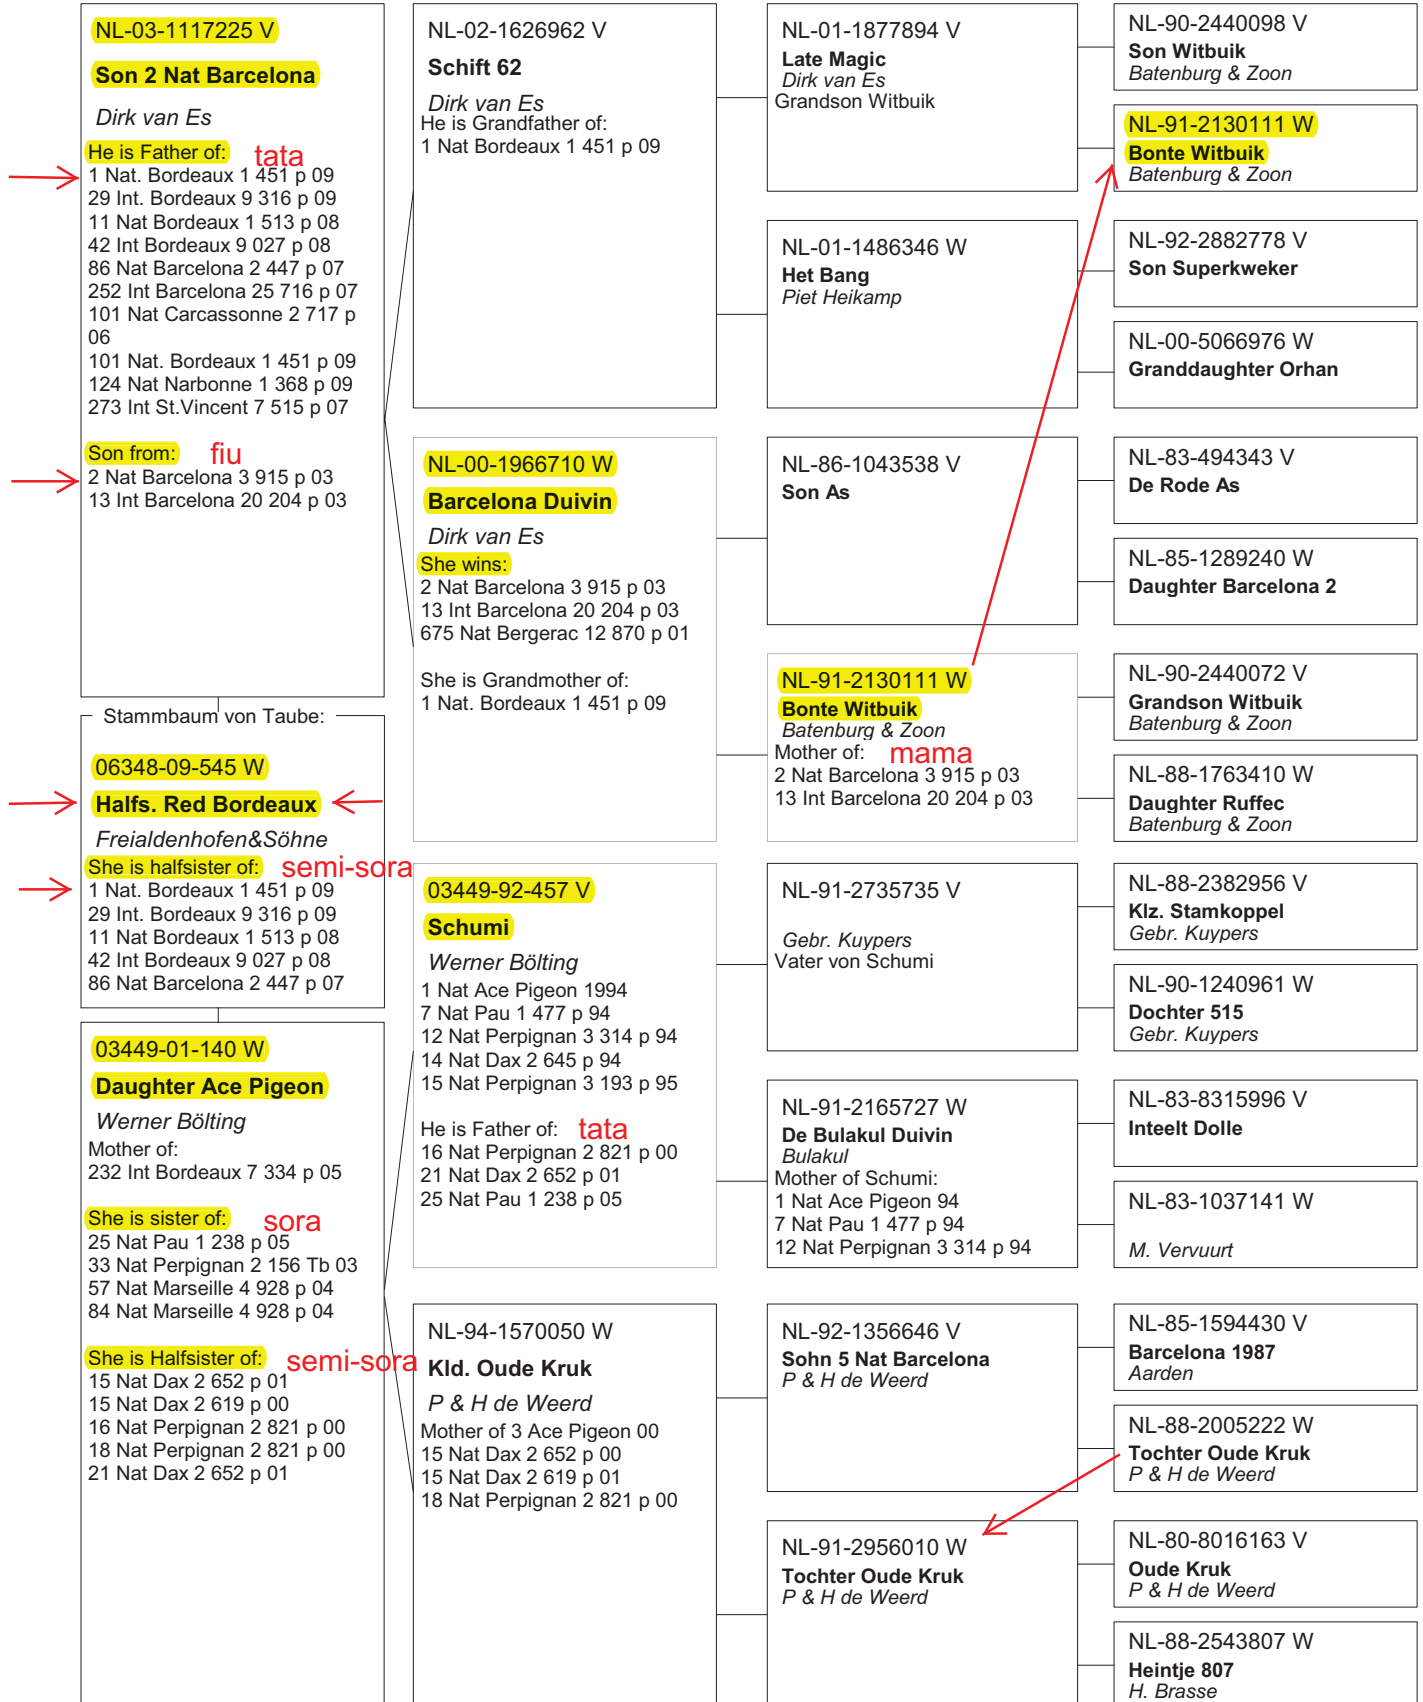 NL-03-1117225 V
Son 2 Nat Barcelona
Dirk van Es
He is Father of: tata
1 Nat. Bordeaux 1 451 p 09
29 Int. Bordeaux 9 316 p 09
11 Nat Bordeaux 1 513 p 08
42 Int Bordeaux 9 027 p 08
86 Nat Barcelona 2 447 p 07
252 Int Barcelona 25 716 p 07
101 Nat Carcassonne 2 717 p
06
101 Nat. Bordeaux 1 451 p 09
124 Nat Narbonne 1 368 p 09
273 Int St.Vincent 7 515 p 07
Son from: fiu
2 Nat Barcelona 3 915 p 03
13 Int Barcelona 20 204 p 03
Stammbaum von Taube:
06348-09-545 W
Halfs. Red Bordeaux
Freialdenhofen&Söhne
She is halfsister of: semi-sora
1 Nat. Bordeaux 1 451 p 09
29 Int. Bordeaux 9 316 p 09
11 Nat Bordeaux 1 513 p 08
42 Int Bordeaux 9 027 p 08
86 Nat Barcelona 2 447 p 07
03449-01-140 W
Daughter Ace Pigeon
Werner Bölting
Mother of:
232 Int Bordeaux 7 334 p 05
She is sister of: sora
25 Nat Pau 1 238 p 05
33 Nat Perpignan 2 156 Tb 03
57 Nat Marseille 4 928 p 04
84 Nat Marseille 4 928 p 04
She is Halfsister of: semi-sora
15 Nat Dax 2 652 p 01
15 Nat Dax 2 619 p 00
16 Nat Perpignan 2 821 p 00
18 Nat Perpignan 2 821 p 00
21 Nat Dax 2 652 p 01
NL-02-1626962 V
Schift 62
Dirk van Es
He is Grandfather of:
1 Nat Bordeaux 1 451 p 09
NL-00-1966710 W
Barcelona Duivin
Dirk van Es
She wins:
2 Nat Barcelona 3 915 p 03
13 Int Barcelona 20 204 p 03
675 Nat Bergerac 12 870 p 01
She is Grandmother of:
1 Nat. Bordeaux 1 451 p 09
03449-92-457 V
Schumi
Werner Bölting
1 Nat Ace Pigeon 1994
7 Nat Pau 1 477 p 94
12 Nat Perpignan 3 314 p 94
14 Nat Dax 2 645 p 94
15 Nat Perpignan 3 193 p 95
He is Father of: tata
16 Nat Perpignan 2 821 p 00
21 Nat Dax 2 652 p 01
25 Nat Pau 1 238 p 05
NL-94-1570050 W
Kld. Oude Kruk
P & H de Weerd
Mother of 3 Ace Pigeon 00
15 Nat Dax 2 652 p 00
15 Nat Dax 2 619 p 01
18 Nat Perpignan 2 821 p 00
NL-01-1877894 V
Late Magic
Dirk van Es
Grandson Witbuik
NL-01-1486346 W
Het Bang
Piet Heikamp
NL-86-1043538 V
Son As
NL-91-2130111 W
Bonte Witbuik
Batenburg & Zoon
Mother of: mama
2 Nat Barcelona 3 915 p 03
13 Int Barcelona 20 204 p 03
NL-91-2735735 V
Gebr. Kuypers
Vater von Schumi
NL-91-2165727 W
De Bulakul Duivin
Bulakul
Mother of Schumi:
1 Nat Ace Pigeon 94
7 Nat Pau 1 477 p 94
12 Nat Perpignan 3 314 p 94
NL-92-1356646 V
Sohn 5 Nat Barcelona
P & H de Weerd
NL-91-2956010 W
Tochter Oude Kruk
P & H de Weerd
NL-90-2440098 V
Son Witbuik
Batenburg & Zoon
NL-91-2130111 W
Bonte Witbuik
Batenburg & Zoon
NL-92-2882778 V
Son Superkweker
NL-00-5066976 W
Granddaughter Orhan
NL-83-494343 V
De Rode As
NL-85-1289240 W
Daughter Barcelona 2
NL-90-2440072 V
Grandson Witbuik
Batenburg & Zoon
NL-88-1763410 W
Daughter Ruffec
Batenburg & Zoon
NL-88-2382956 V
Klz. Stamkoppel
Gebr. Kuypers
NL-90-1240961 W
Dochter 515
Gebr. Kuypers
NL-83-8315996 V
Inteelt Dolle
NL-83-1037141 W
M. Vervuurt
NL-85-1594430 V
Barcelona 1987
Aarden
NL-88-2005222 W
Tochter Oude Kruk
P & H de Weerd
NL-80-8016163 V
Oude Kruk
P & H de Weerd
NL-88-2543807 W
Heintje 807
H. Brasse